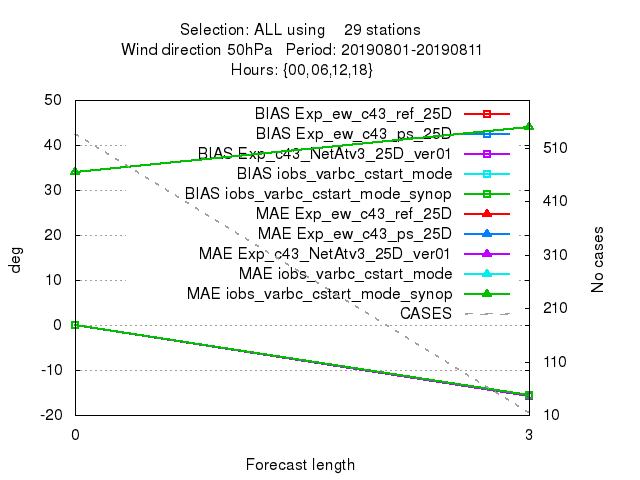 Selection: ALL using 29 stations
Wind direction 50hPa Period: 20190801-20190811
Hours: {00,06,12,18}
50
40
30
20
10
0
-10
-20
deg
BIAS Exp_ew_c43_ref_25D
BIAS Exp_ew_c43_ps_25D
BIAS Exp_c43_NetAtv3_25D_ver01
BIAS iobs_varbc_cstart_mode
BIAS iobs_varbc_cstart_mode_synop
MAE Exp_ew_c43_ref_25D
MAE Exp_ew_c43_ps_25D
MAE Exp_c43_NetAtv3_25D_ver01
MAE iobs_varbc_cstart_mode
MAE iobs_varbc_cstart_mode_synop
CASES
510
410
310
210
110
10
No cases
0
3
Forecast length